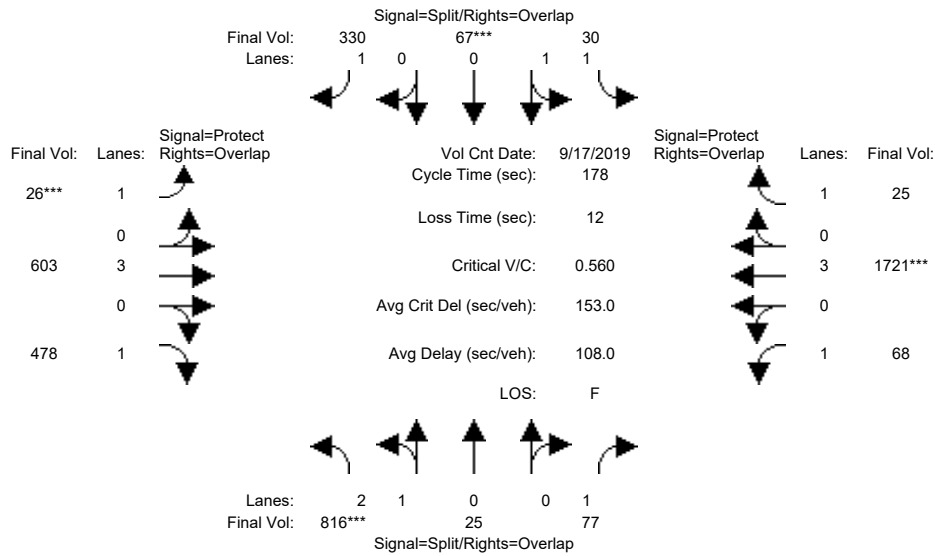 Signal=Split/Rights=Overlap
Final Vol: 330 67*** 30
Lanes: 1 0 0 1 1
Signal=Protect
Final Vol: Lanes: Rights=Overlap
Vol Cnt Date: 9/17/2019
Signal=Protect
Rights=Overlap Lanes: Final Vol:
Cycle Time (sec): 178
26*** 1
1 25
Loss Time (sec): 12
0
0
603 3
Critical V/C: 0.560
3 1721***
0
Avg Crit Del (sec/veh): 153.0
0
478 1
Avg Delay (sec/veh): 108.0
1 68
LOS: F
Lanes: 2 1 0 0 1
Final Vol: 816*** 25 77
Signal=Split/Rights=Overlap